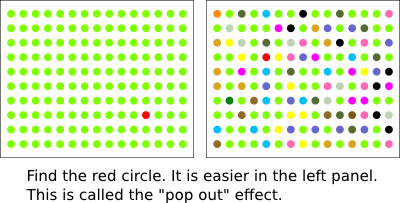 Find the red circle. It is easier in the left panel.
This is called the "pop out" effect.